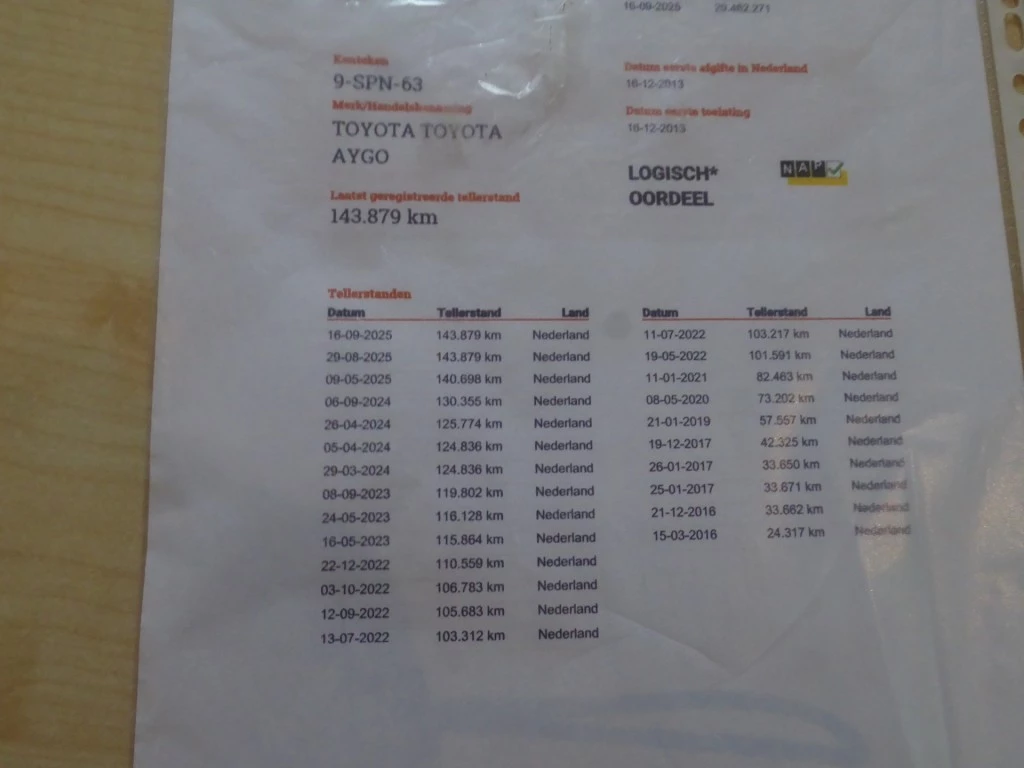 16-09-2025 29.482.271
Kenteken
9-SPN-63
Merk/Handelsbenaming
TOYOTA TOYOTA
AYGO
Laatst geregistreerde tellerstand
143.879 km
Datum eerste afgifte in Nederland
16-12-2013
Datum eerste toelating
16-12-2013
LOGISCH*
OORDEEL
NAP
Tellerstanden
Datum Tellerstand Land
16-09-2025 143.879 km Nederland
29-08-2025 143.879 km Nederland
09-05-2025 140.698 km Nederland
06-09-2024 130.355 km Nederland
26-04-2024 125.774 km Nederland
05-04-2024 124.836 km Nederland
29-03-2024 124.836 km Nederland
08-09-2023 119.802 km Nederland
24-05-2023 116.128 km Nederland
16-05-2023 115.864 km Nederland
22-12-2022 110.559 km Nederland
03-10-2022 106.783 km Nederland
12-09-2022 105.683 km Nederland
13-07-2022 103.312 km Nederland
Datum Tellerstand Land
11-07-2022 103.217 km Nederland
19-05-2022 101.591 km Nederland
11-01-2021 82.463 km Nederland
08-05-2020 73.202 km Nederland
21-01-2019 57.557 km Nederland
19-12-2017 42.325 km Nederland
26-01-2017 33.650 km Nederland
25-01-2017 33.671 km Nederland
21-12-2016 33.662 km Nederland
15-03-2016 24.317 km Nederland